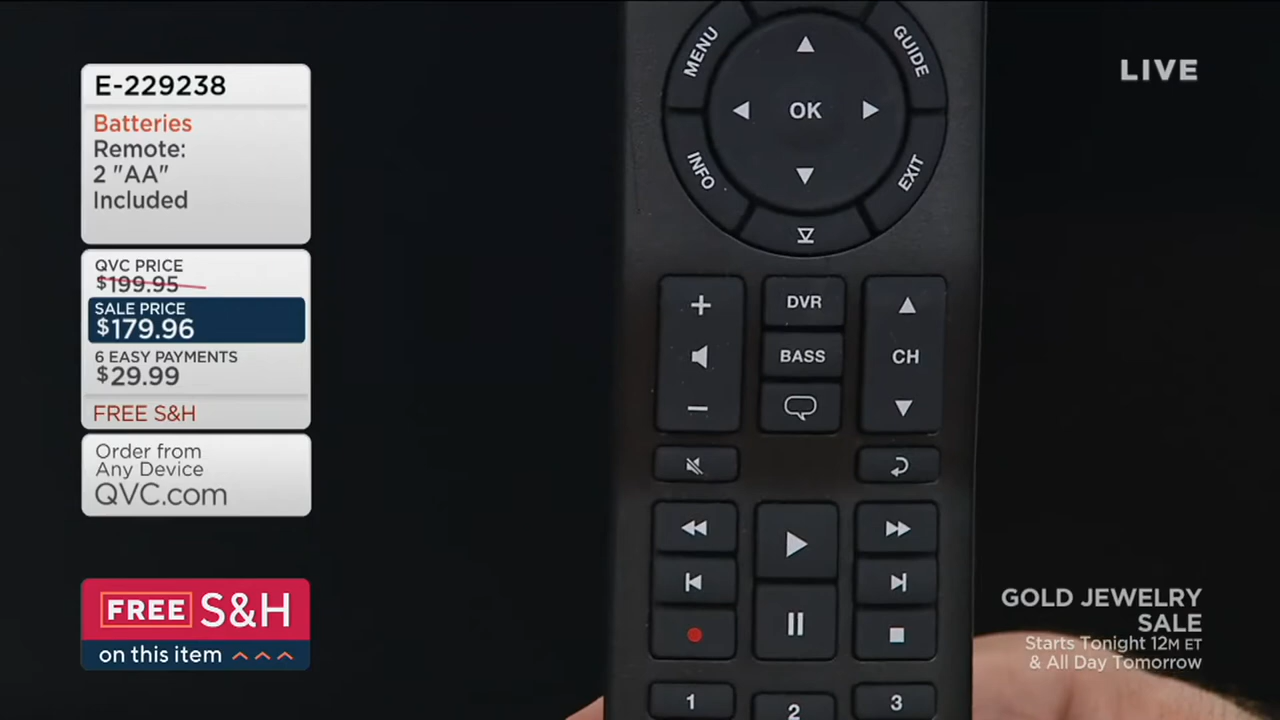 E-229238
Batteries
Remote:
2 "AA"
Included
QVC PRICE
$199.95
SALE PRICE
$179.96
6 EASY PAYMENTS
$29.99
FREE S&H
Order from
Any Device
QVC.com
FREE S&H
on this item
MENU
GUIDE
OK
INFO
EXIT
DVR
BASS
CH
1
2
3
LIVE
GOLD JEWELRY
SALE
Starts Tonight 12M ET
& All Day Tomorrow